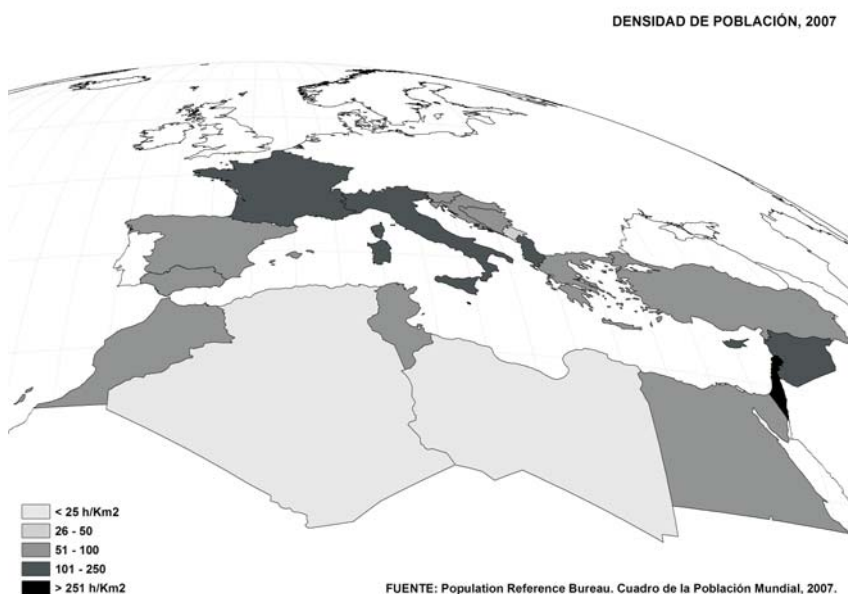 DENSIDAD DE POBLACIÓN, 2007
< 25 h/Km2
26 - 50
51 - 100
101 - 250
> 251 h/Km2
FUENTE: Population Reference Bureau. Cuadro de la Población Mundial, 2007.